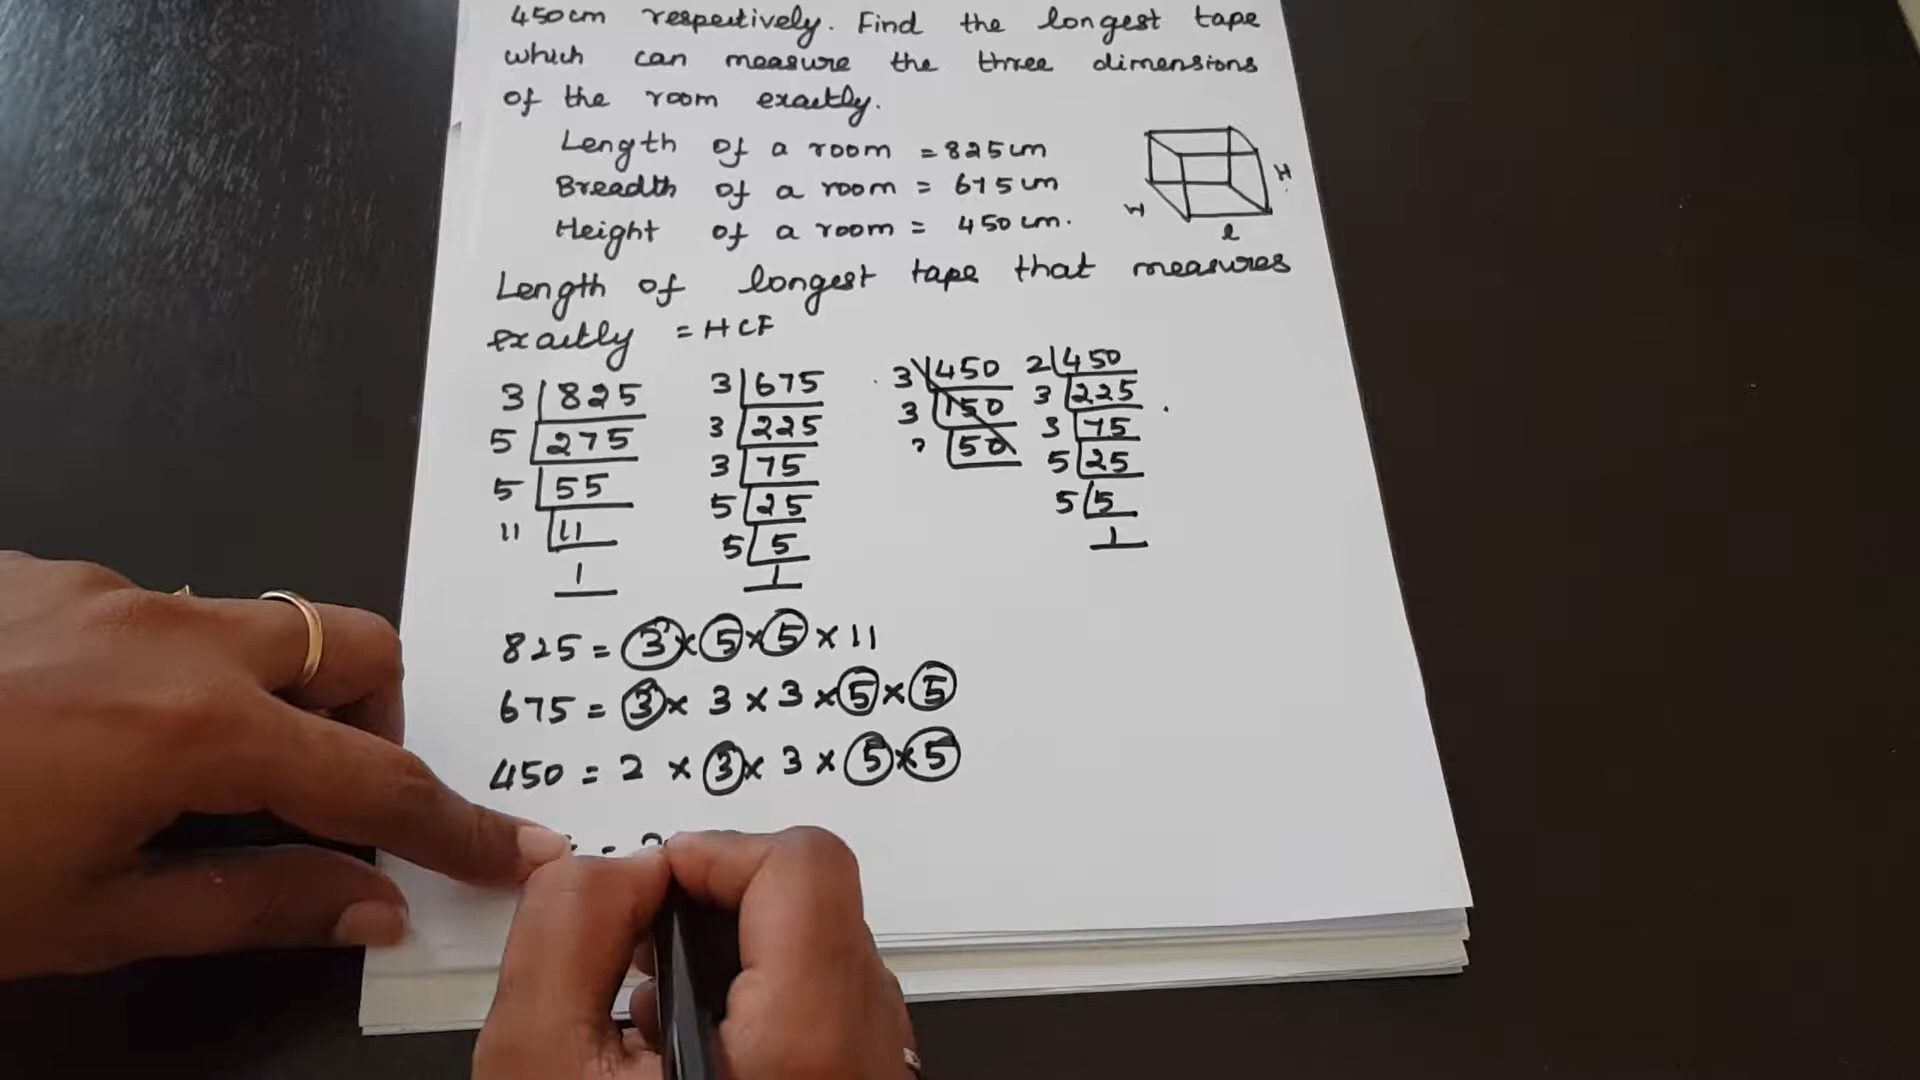 450cm respectively. Find the longest tape
which can measure the three dimensions
of the room exactly.
Length of a room = 825cm
Breadth of a room = 675cm
Height of a room = 450cm.
H
W
l
Length of longest tape that measures
exactly = HCF
3 825
5 275
5 55
11 11
1
3 675
3 225
3 75
5 25
5 5
1
3 450
3 150
50
2 450
3 225
3 75
5 25
5 5
1
825 = 3 × 5 × 5 × 11
675 = 3 × 3 × 3 × 5 × 5
450 = 2 × 3 × 3 × 5 × 5